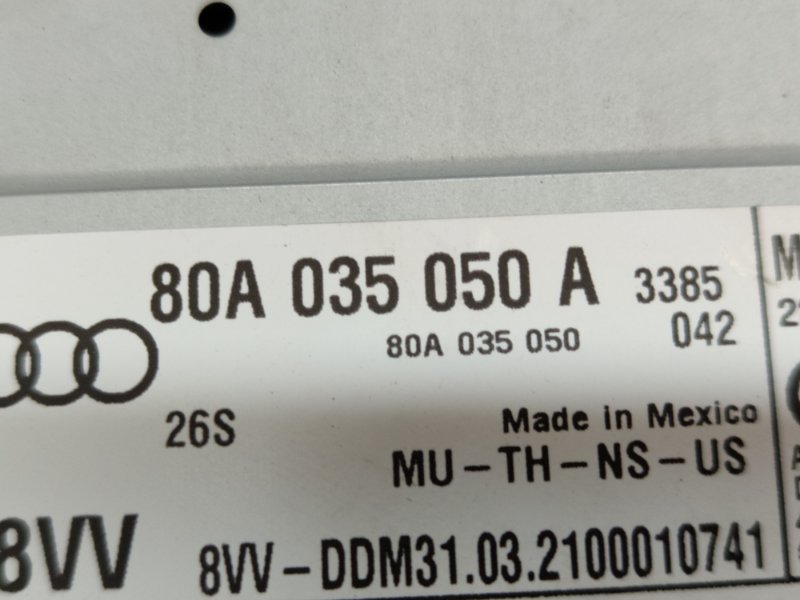 80A 035 050 A 3385
80A 035 050 042
26S
Made in Mexico
MU-TH-NS-US
8VV
8VV-DDM31.03.2100010741